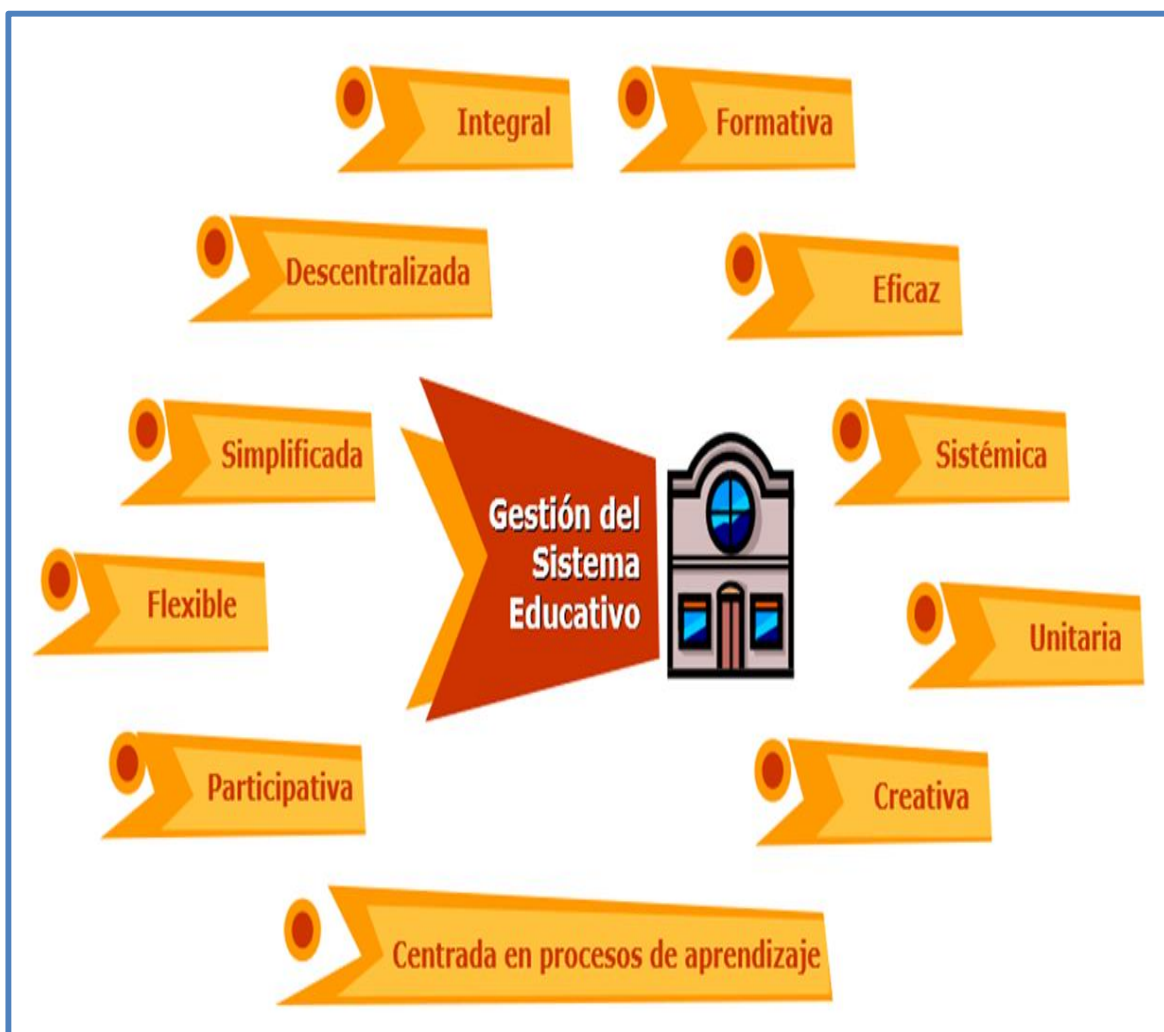 Integral
Formativa
Descentralizada
Eficaz
Simplificada
Sistémica
Gestión del
Sistema
Educativo
Flexible
Unitaria
Participativa
Creativa
Centrada en procesos de aprendizaje